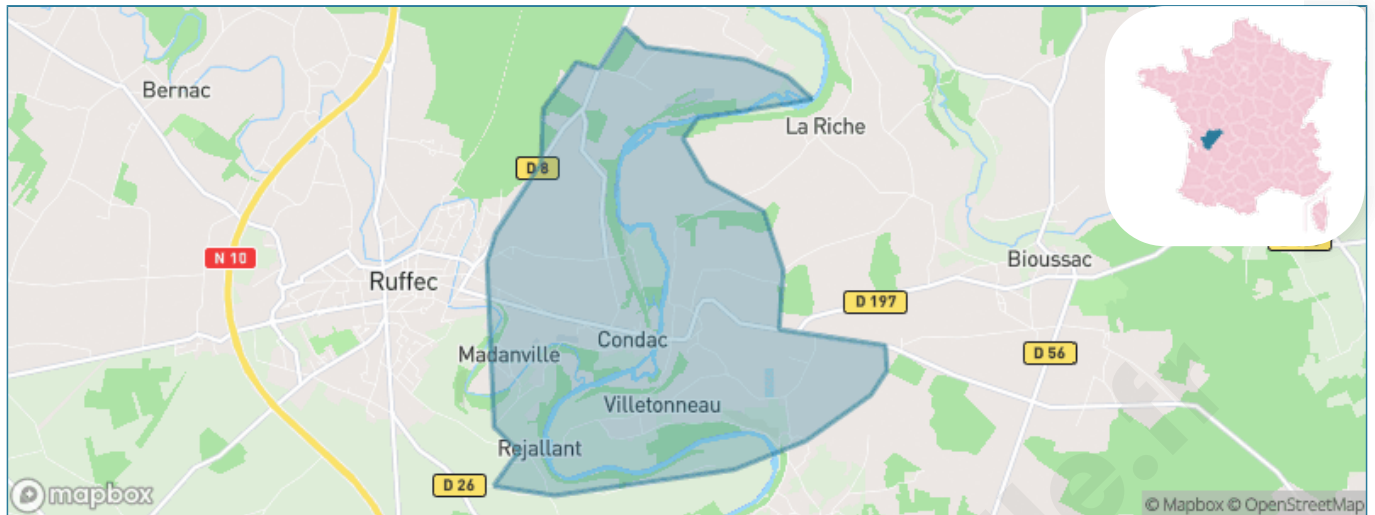 Bernac
La Riche
D 8
N 10
Ruffec
Bioussac
D 197
Condac
Madanville
D 56
Villetonneau
Rejallant
D 26
mapbox
© Mapbox © OpenStreetMap